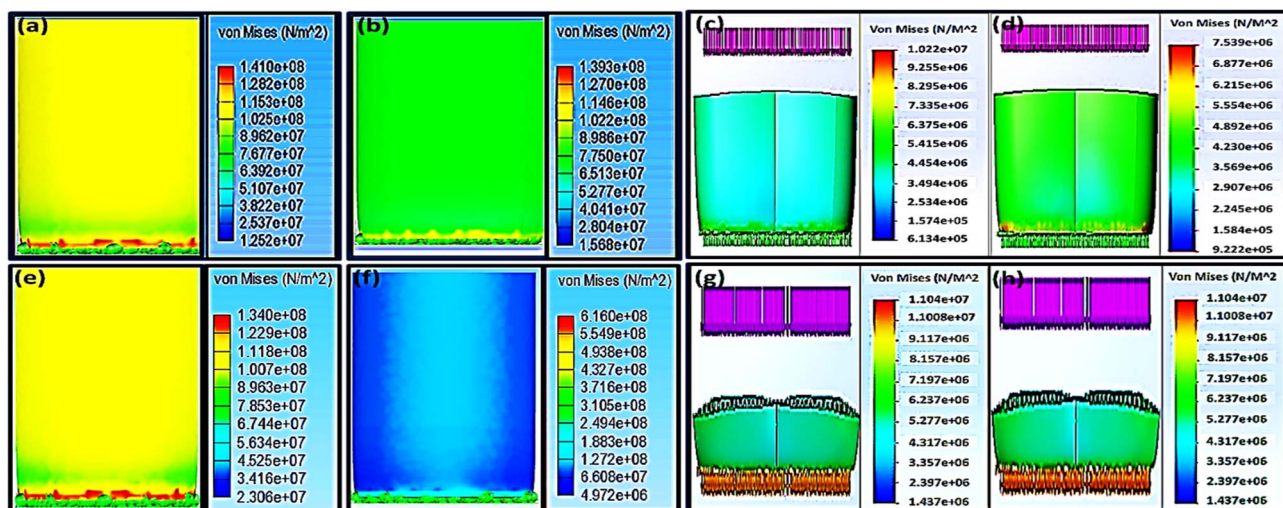 (a)
von Mises (N/m^2)
1.410e+08
1.282e+08
1.153e+08
1.025e+08
8.962e+07
7.677e+07
6.392e+07
5.107e+07
3.822e+07
2.537e+07
1.252e+07
(b)
von Mises (N/m^2)
1.393e+08
1.270e+08
1.146e+08
1.022e+08
8.986e+07
7.750e+07
6.513e+07
5.277e+07
4.041e+07
2.804e+07
1.568e+07
(c)
Von Mises (N/M^2
1.022e+07
9.255e+06
8.295e+06
7.335e+06
6.375e+06
5.415e+06
4.454e+06
3.494e+06
2.534e+06
1.574e+06
6.134e+05
(d)
Von Mises (N/M^2
7.539e+06
6.877e+06
6.215e+06
5.554e+06
4.892e+06
4.230e+06
3.569e+06
2.907e+06
2.245e+06
1.584e+06
9.222e+05
(e)
von Mises (N/m^2)
1.340e+08
1.229e+08
1.118e+08
1.007e+08
8.963e+07
7.853e+07
6.744e+07
5.634e+07
4.525e+07
3.416e+07
2.306e+07
(f)
von Mises (N/m^2)
6.160e+08
5.549e+08
4.938e+08
4.327e+08
3.716e+08
3.105e+08
2.494e+08
1.883e+08
1.272e+08
6.608e+07
4.972e+06
(g)
Von Mises (N/M^2
1.104e+07
1.1008e+07
9.117e+06
8.157e+06
7.197e+06
6.237e+06
5.277e+06
4.317e+06
3.357e+06
2.397e+06
1.437e+06
(h)
Von Mises (N/M^2
1.104e+07
1.1008e+07
9.117e+06
8.157e+06
7.197e+06
6.237e+06
5.277e+06
4.317e+06
3.357e+06
2.397e+06
1.437e+06